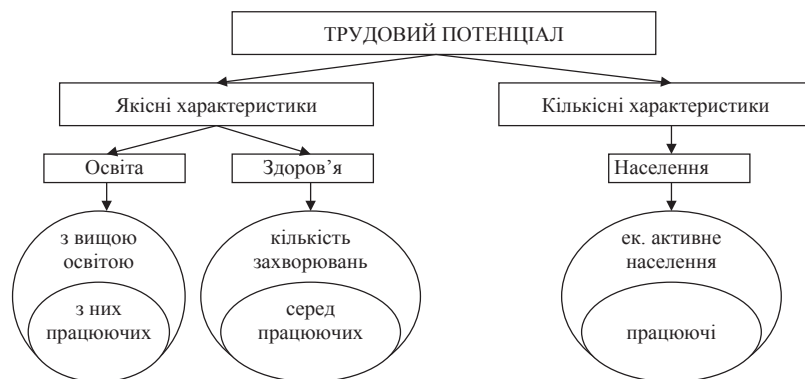 ТРУДОВИЙ ПОТЕНЦІАЛ
Якісні характеристики
Кількісні характеристики
Освіта
Здоров’я
Населення
з вищою
освітою
з них
працюючих
кількість
захворювань
серед
працюючих
ек. активне
населення
працюючі